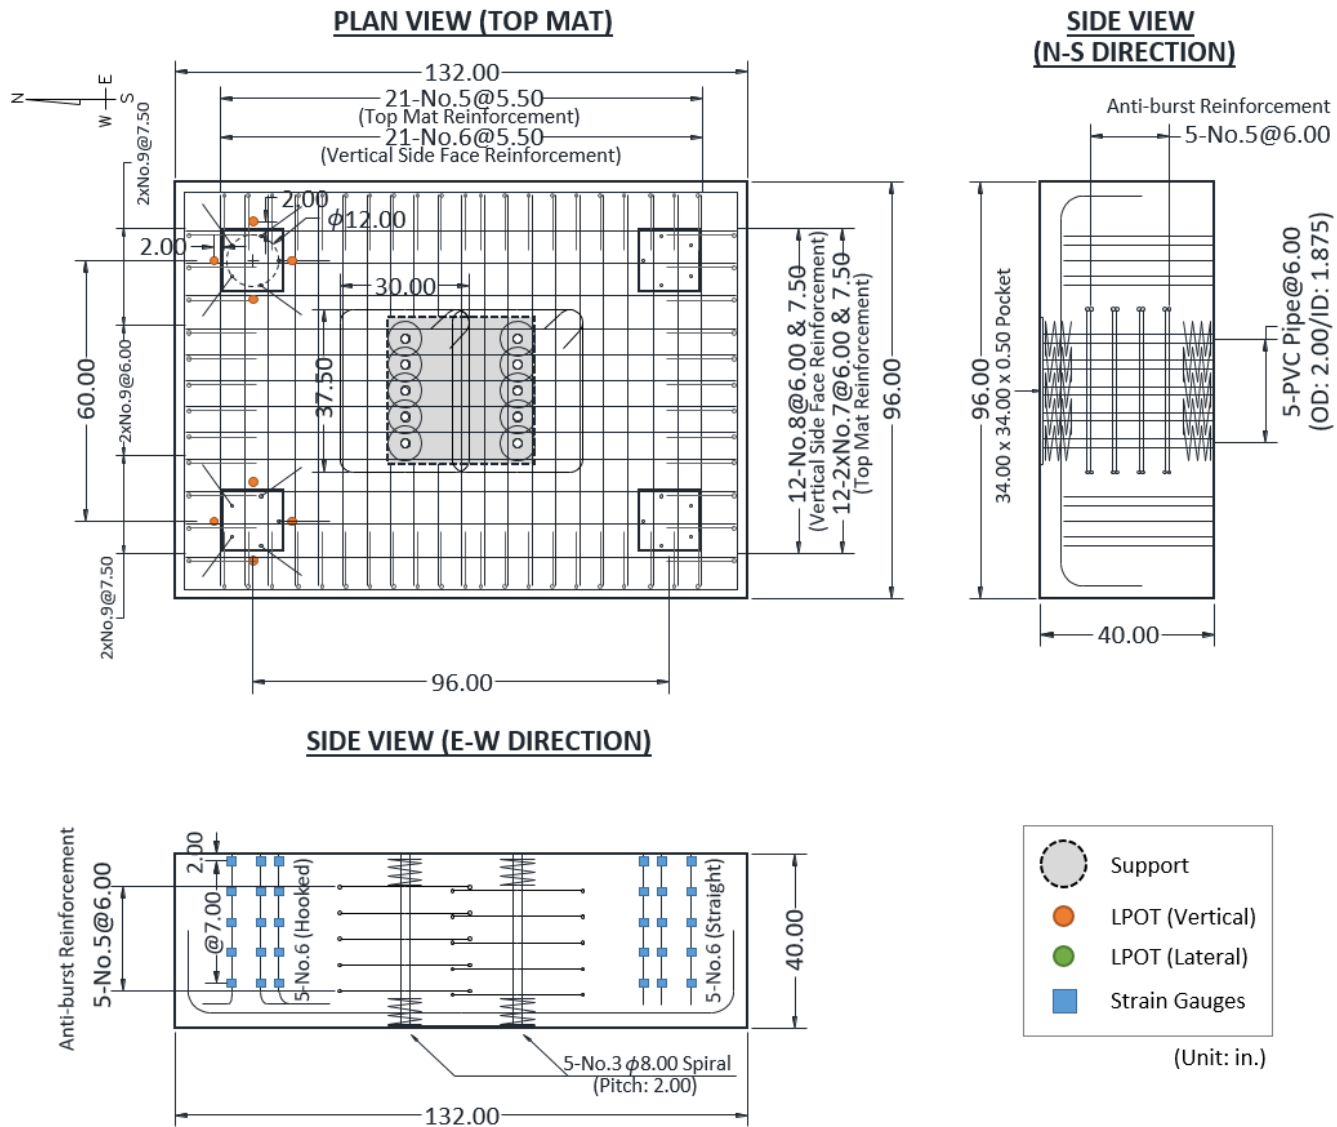 PLAN VIEW (TOP MAT)
SIDE VIEW
(N-S DIRECTION)
132.00
21-No.5@5.50
(Top Mat Reinforcement)
21-No.6@5.50
(Vertical Side Face Reinforcement)
N
E
S
W
2xNo.9@7.50
2.00
ϕ12.00
2.00
30.00
37.50
60.00
2xNo.9@6.00
2xNo.9@7.50
12-No.8@6.00 & 7.50
(Vertical Side Face Reinforcement)
12-2xNo.7@6.00 & 7.50
(Top Mat Reinforcement)
96.00
96.00
Anti-burst Reinforcement
5-No.5@6.00
96.00
34.00 x 34.00 x 0.50 Pocket
5-PVC Pipe@6.00
(OD: 2.00/ID: 1.875)
40.00
SIDE VIEW (E-W DIRECTION)
Anti-burst Reinforcement
5-No.5@6.00
2.00
@7.00
5-No.6 (Hooked)
5-No.6 (Straight)
40.00
5-No.3 ϕ8.00 Spiral
(Pitch: 2.00)
132.00
Support
LPOT (Vertical)
LPOT (Lateral)
Strain Gauges
(Unit: in.)